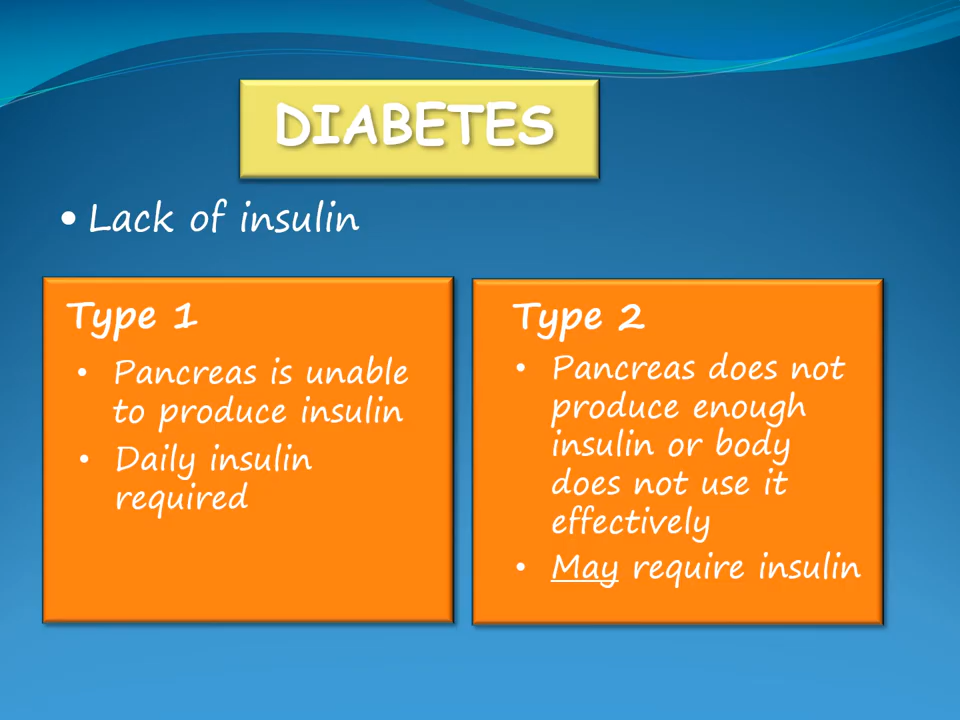 DIABETES
• Lack of insulin
Type 1
• Pancreas is unable
to produce insulin
• Daily insulin
required
Type 2
• Pancreas does not
produce enough
insulin or body
does not use it
effectively
• May require insulin